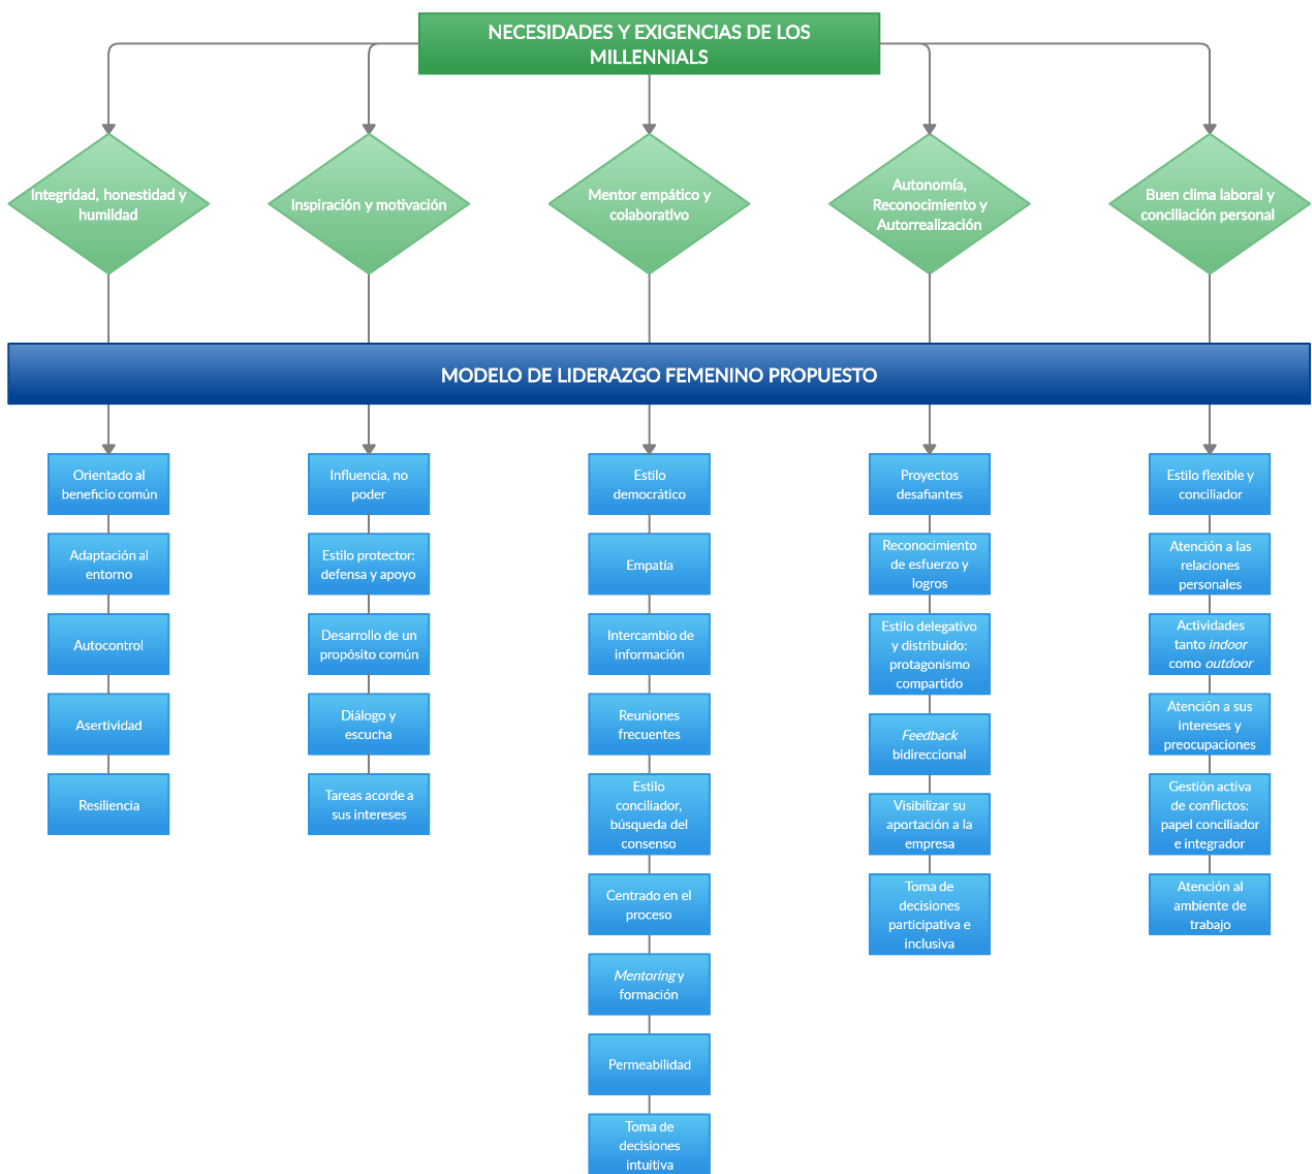 NECESIDADES Y EXIGENCIAS DE LOS
MILLENNIALS
Integridad, honestidad y
humildad
Inspiración y motivación
Mentor empático y
colaborativo
Autonomía,
Reconocimiento y
Autorrealización
Buen clima laboral y
conciliación personal
MODELO DE LIDERAZGO FEMENINO PROPUESTO
Orientado al
beneficio común
Adaptación al
entorno
Autocontrol
Asertividad
Resiliencia
Influencia, no
poder
Estilo protector:
defensa y apoyo
Desarrollo de un
propósito común
Diálogo y
escucha
Tareas acorde a
sus intereses
Estilo
democrático
Empatía
Intercambio de
información
Reuniones
frecuentes
Estilo
conciliador,
búsqueda del
consenso
Centrado en el
proceso
Mentoring y
formación
Permeabilidad
Toma de
decisiones
intuitiva
Proyectos
desafiantes
Reconocimiento
de esfuerzo y
logros
Estilo delegativo
y distribuido:
protagonismo
compartido
Feedback
bidireccional
Visibilizar su
aportación a la
empresa
Toma de
decisiones
participativa e
inclusiva
Estilo flexible y
conciliador
Atención a las
relaciones
personales
Actividades
tanto indoor
como outdoor
Atención a sus
intereses y
preocupaciones
Gestión activa
de conflictos:
papel conciliador
e integrador
Atención al
ambiente de
trabajo